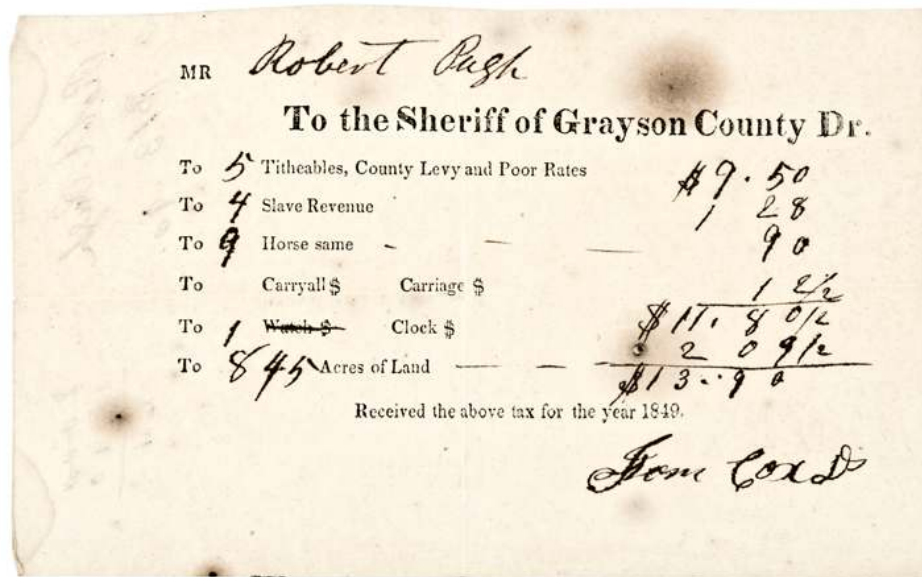 MR Robert Pugh
To the Sheriff of Grayson County Dr.
To 5 Titheables, County Levy and Poor Rates $9.50
To 4 Slave Revenue 1 28
To 9 Horse same - — — 90
To Carryall $ Carriage $ 12½
To 1 Watch $ Clock $ $11.80½
To 845 Acres of Land — — 2 09½
$13..90
Received the above tax for the year 1849.
Cox Ds